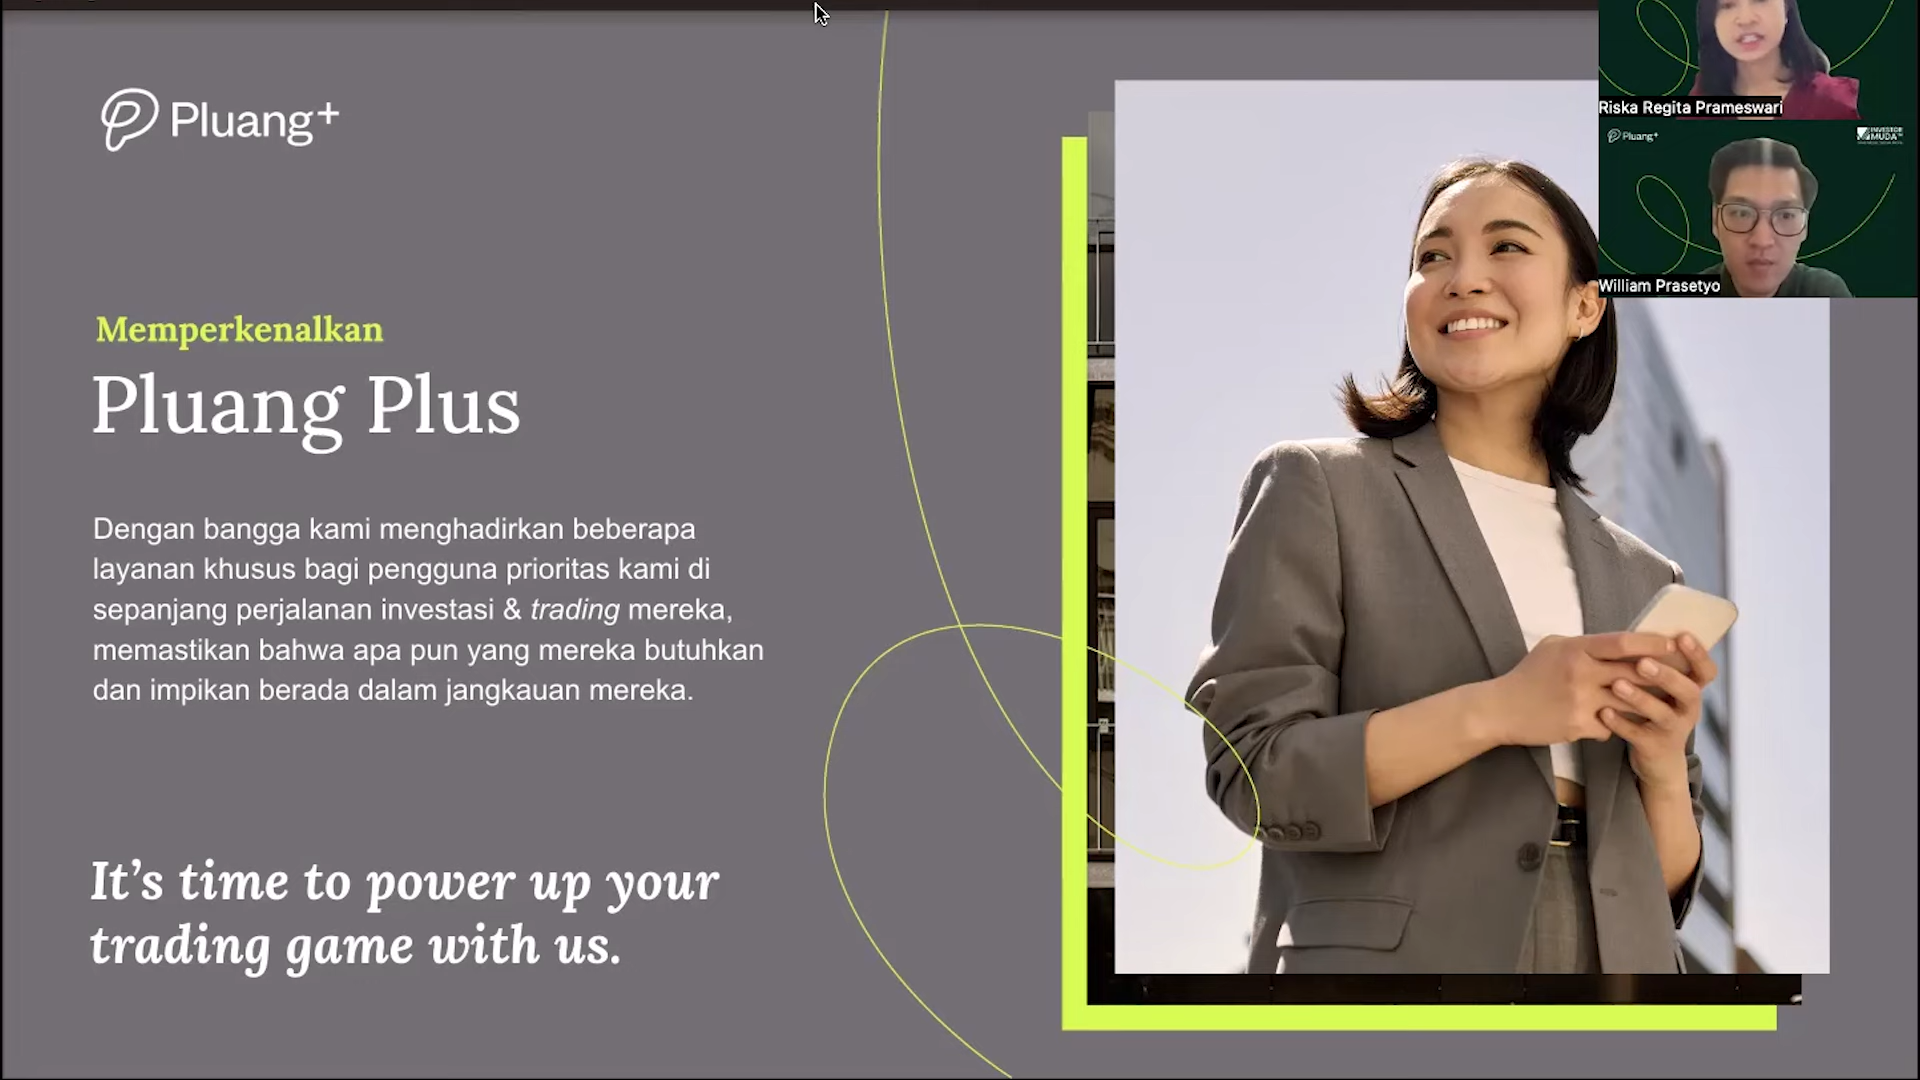 Pluang+
Memperkenalkan
Pluang Plus
Dengan bangga kami menghadirkan beberapa
layanan khusus bagi pengguna prioritas kami di
sepanjang perjalanan investasi & trading mereka,
memastikan bahwa apa pun yang mereka butuhkan
dan impikan berada dalam jangkauan mereka.
It’s time to power up your
trading game with us.
Riska Regita Prameswari
Pluang+
INVESTOR
MUDA
William Prasetyo